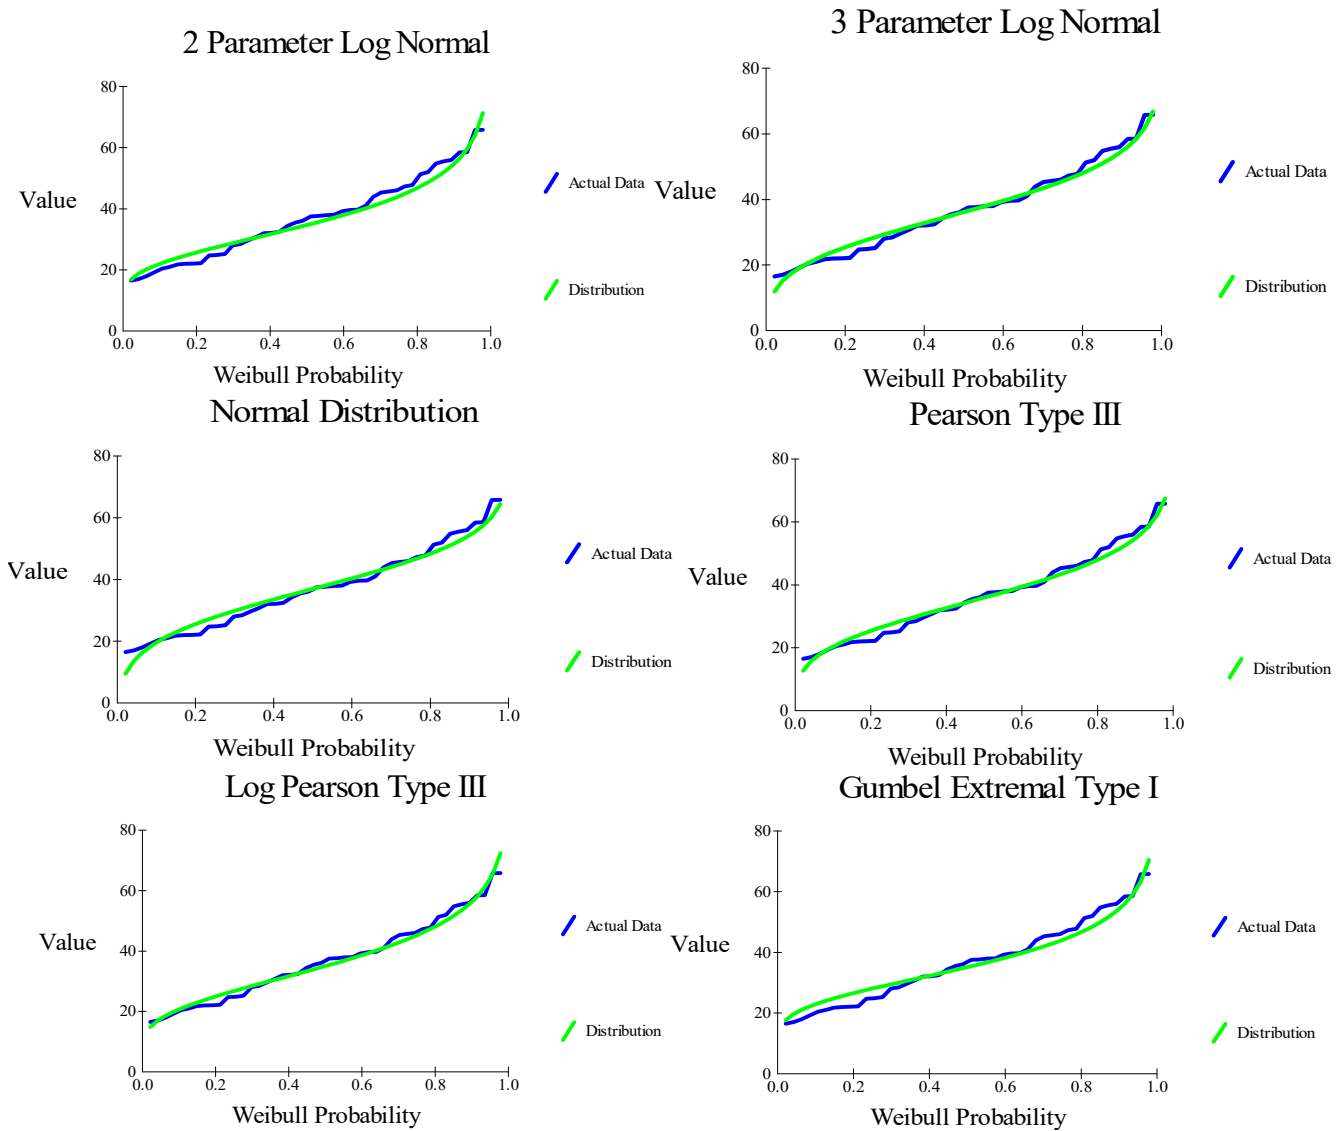 2 Parameter Log Normal
80
60
40
20
0
0.0 0.2 0.4 0.6 0.8 1.0
Value
Weibull Probability
Actual Data
Distribution
3 Parameter Log Normal
80
60
40
20
0
0.0 0.2 0.4 0.6 0.8 1.0
Value
Weibull Probability
Actual Data
Distribution
Normal Distribution
80
60
40
20
0
0.0 0.2 0.4 0.6 0.8 1.0
Value
Weibull Probability
Actual Data
Distribution
Pearson Type III
80
60
40
20
0
0.0 0.2 0.4 0.6 0.8 1.0
Value
Weibull Probability
Actual Data
Distribution
Log Pearson Type III
80
60
40
20
0
0.0 0.2 0.4 0.6 0.8 1.0
Value
Weibull Probability
Actual Data
Distribution
Gumbel Extremal Type I
80
60
40
20
0
0.0 0.2 0.4 0.6 0.8 1.0
Value
Weibull Probability
Actual Data
Distribution